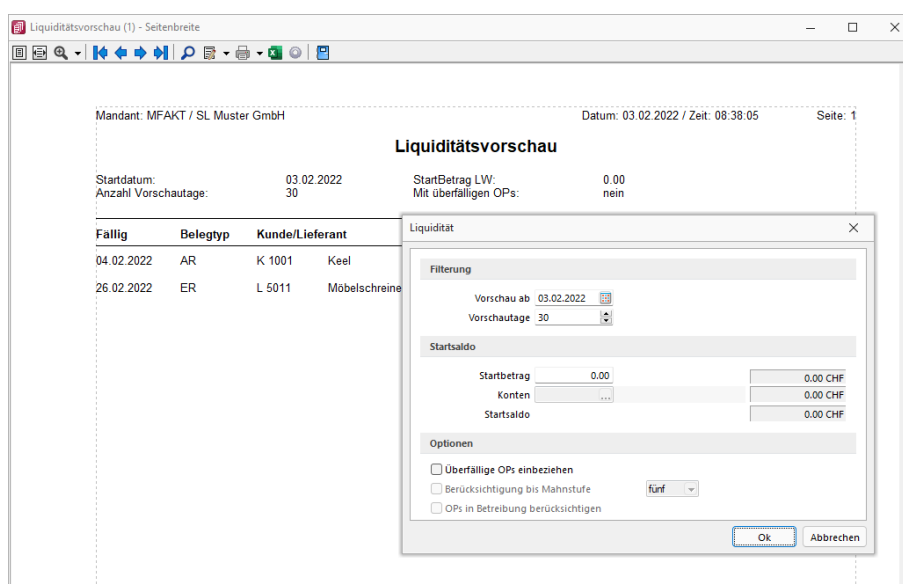 Liquiditätsvorschau (1) - Seitenbreite
Mandant: MFAKT / SL Muster GmbH Datum: 03.02.2022 / Zeit: 08:38:05 Seite: 1
Liquiditätsvorschau
Startdatum: 03.02.2022 StartBetrag LW: 0.00
Anzahl Vorschautage: 30 Mit überfälligen OPs: nein
Fällig Belegtyp Kunde/Lieferant
04.02.2022 AR K 1001 Keel
26.02.2022 ER L 5011 Möbelschreine
Liquidität
Filterung
Vorschau ab 03.02.2022
Vorschautage 30
Startsaldo
Startbetrag 0.00 0.00 CHF
Konten ... 0.00 CHF
Startsaldo 0.00 CHF
Optionen
Überfällige OPs einbeziehen
Berücksichtigung bis Mahnstufe fünf
OPs in Betreibung berücksichtigen
Ok Abbrechen